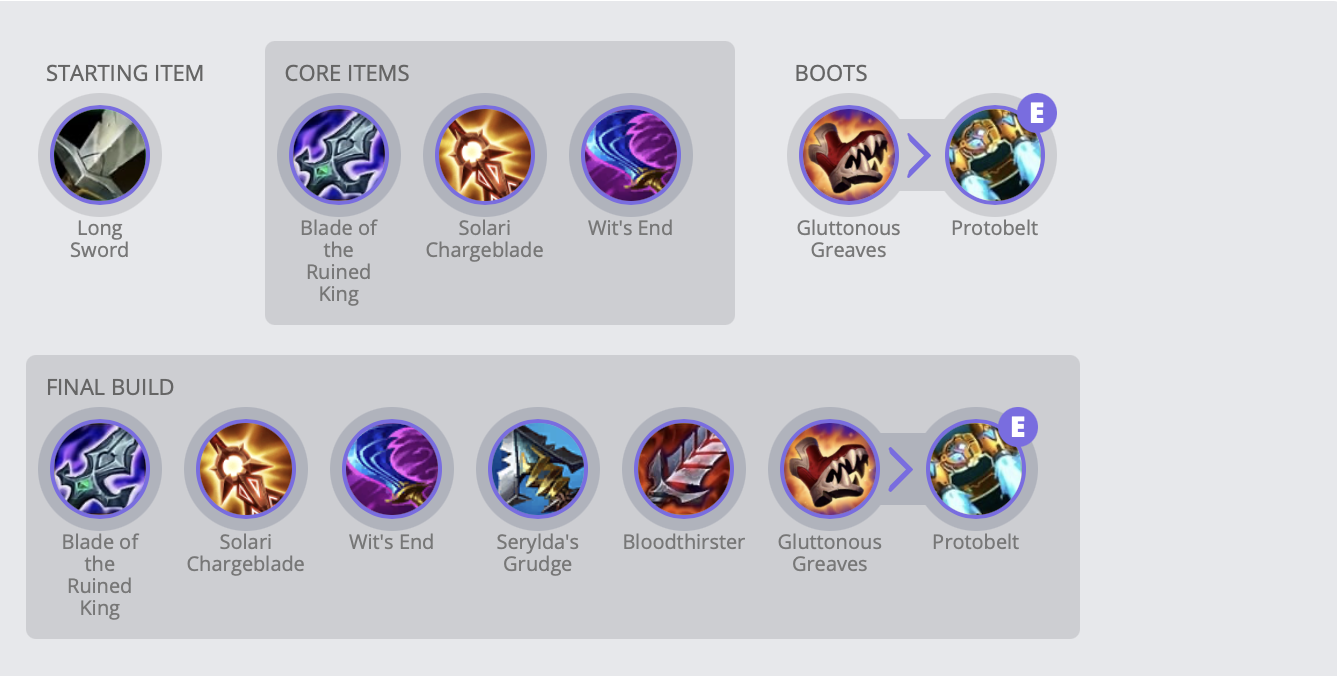 STARTING ITEM
Long
Sword
CORE ITEMS
Blade of
the
Ruined
King
Solari
Chargeblade
Wit's End
BOOTS
Gluttonous
Greaves
E
Protobelt
FINAL BUILD
Blade of
the
Ruined
King
Solari
Chargeblade
Wit's End
Serylda's
Grudge
Bloodthirster
Gluttonous
Greaves
E
Protobelt